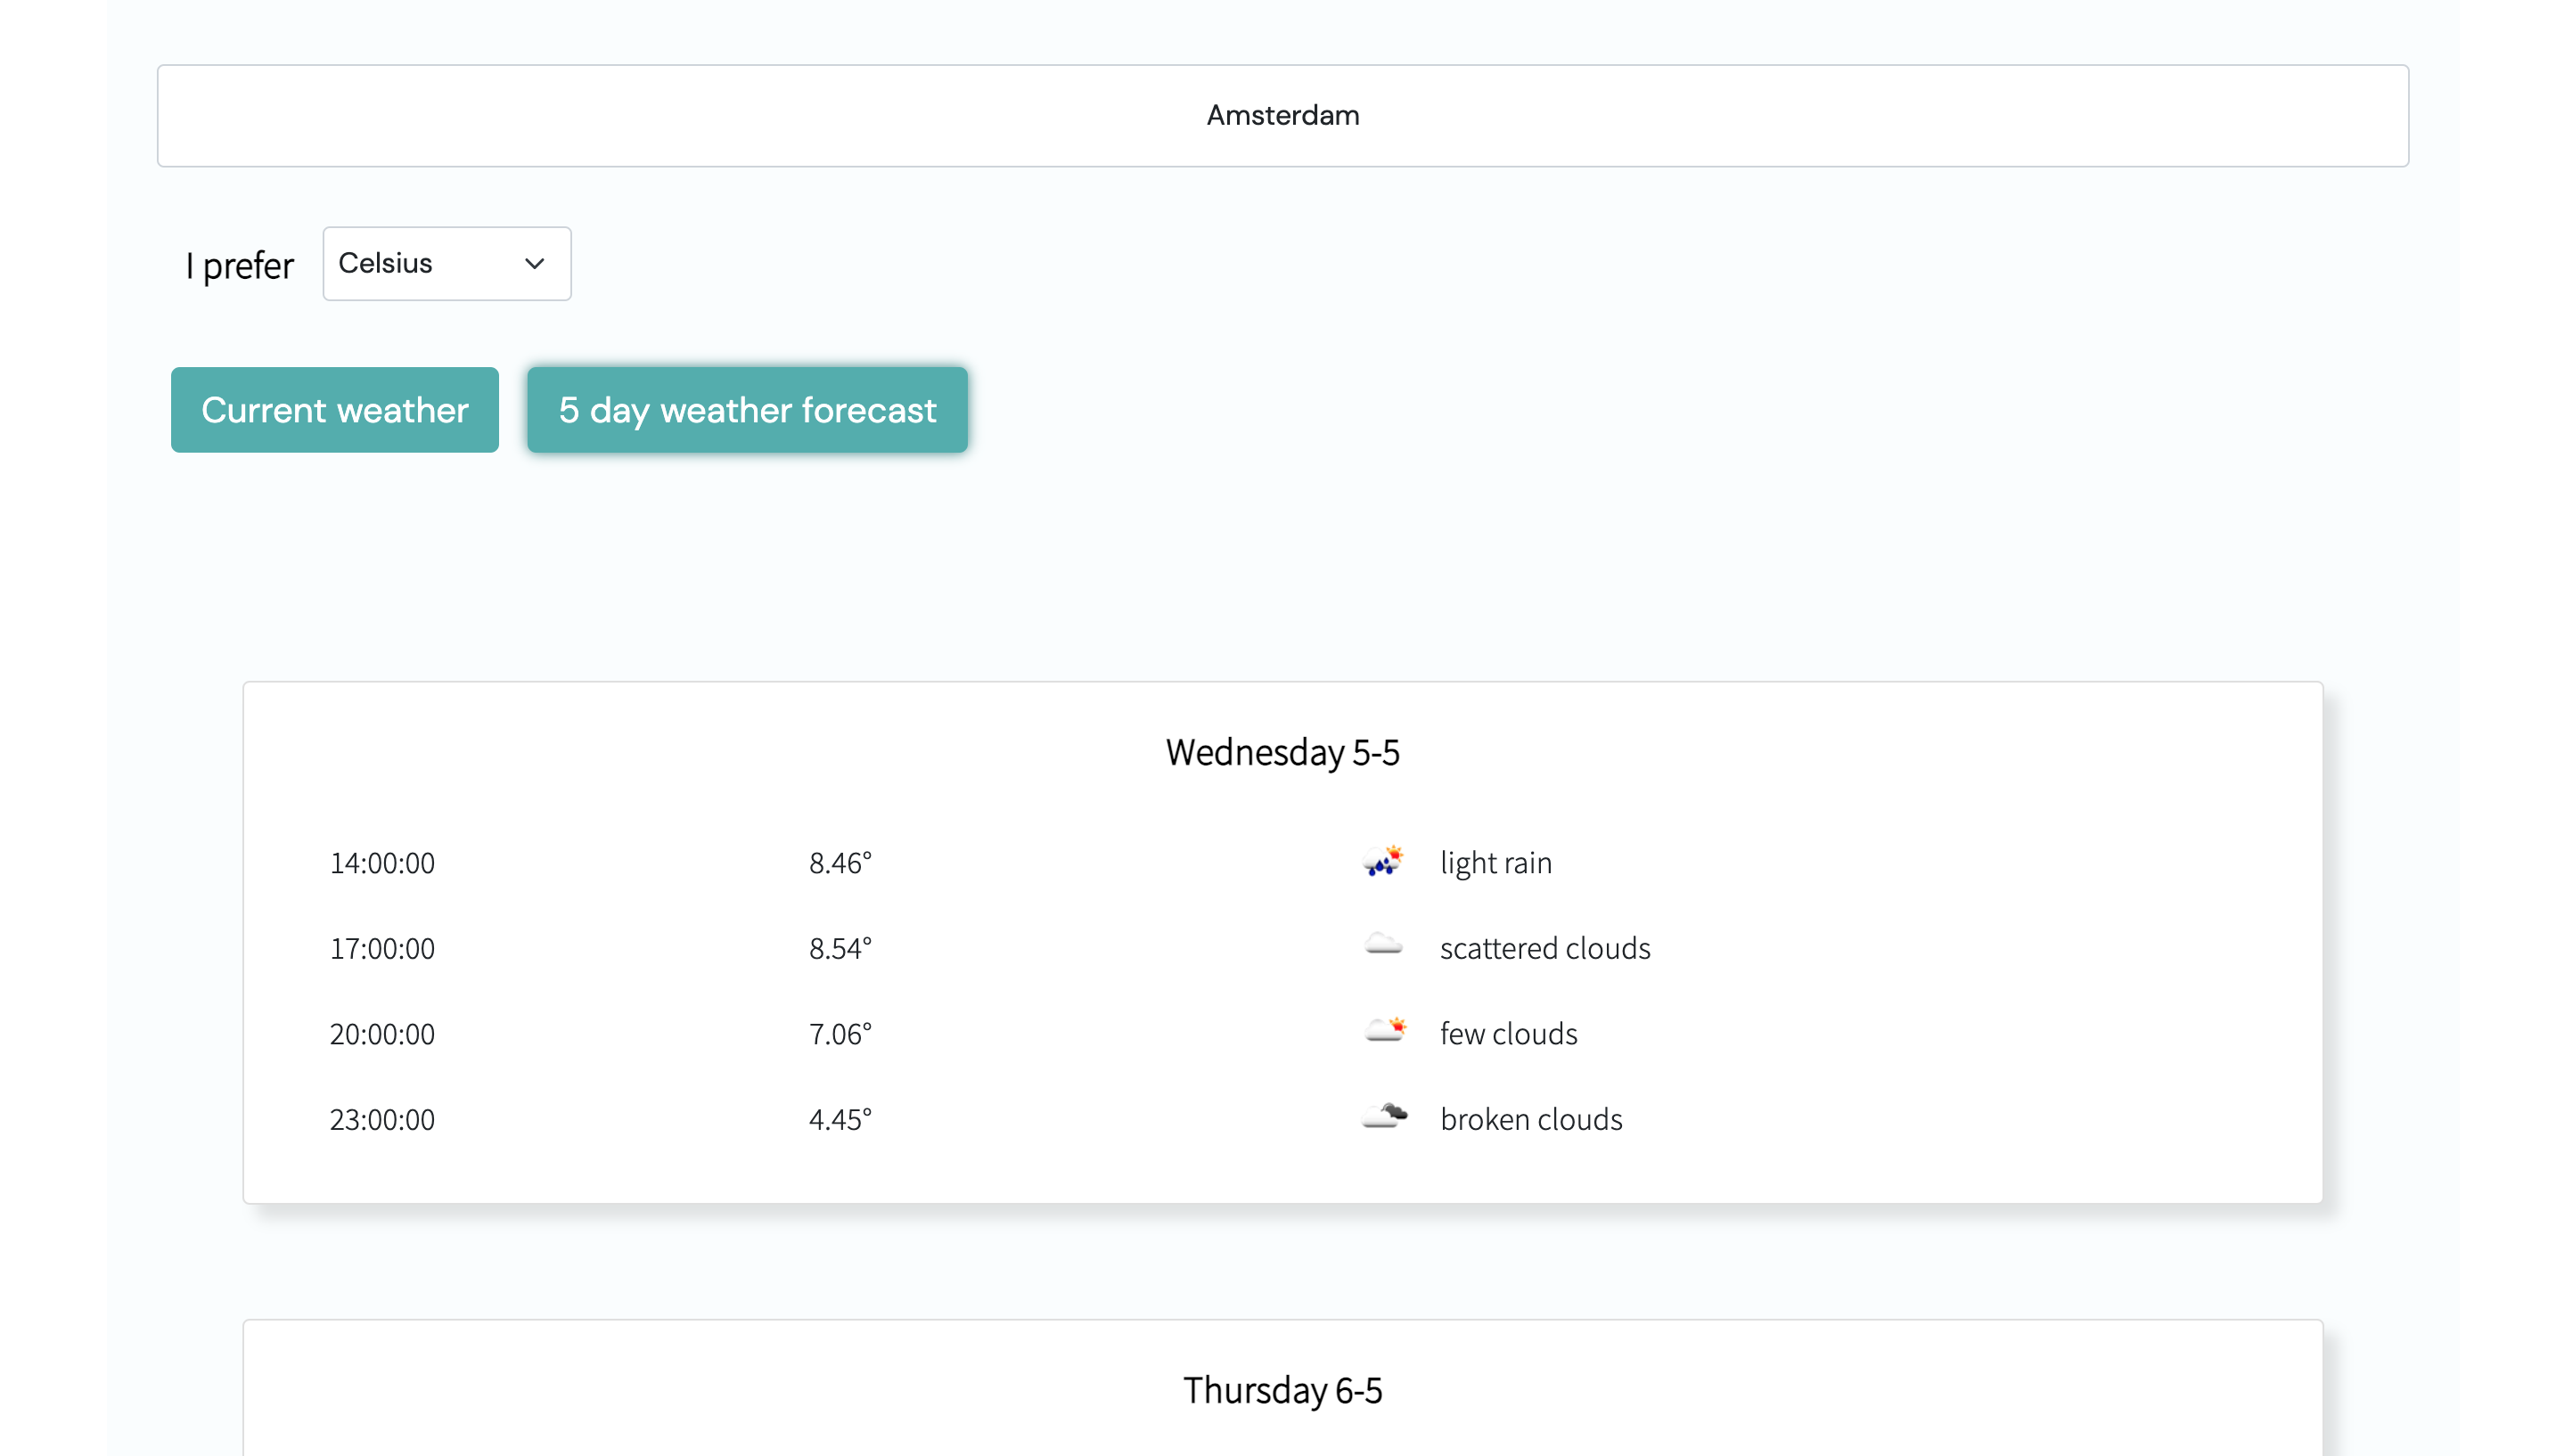 Amsterdam
I prefer Celsius
Current weather 5 day weather forecast
Wednesday 5-5
14:00:00 8.46° light rain
17:00:00 8.54° scattered clouds
20:00:00 7.06° few clouds
23:00:00 4.45° broken clouds
Thursday 6-5